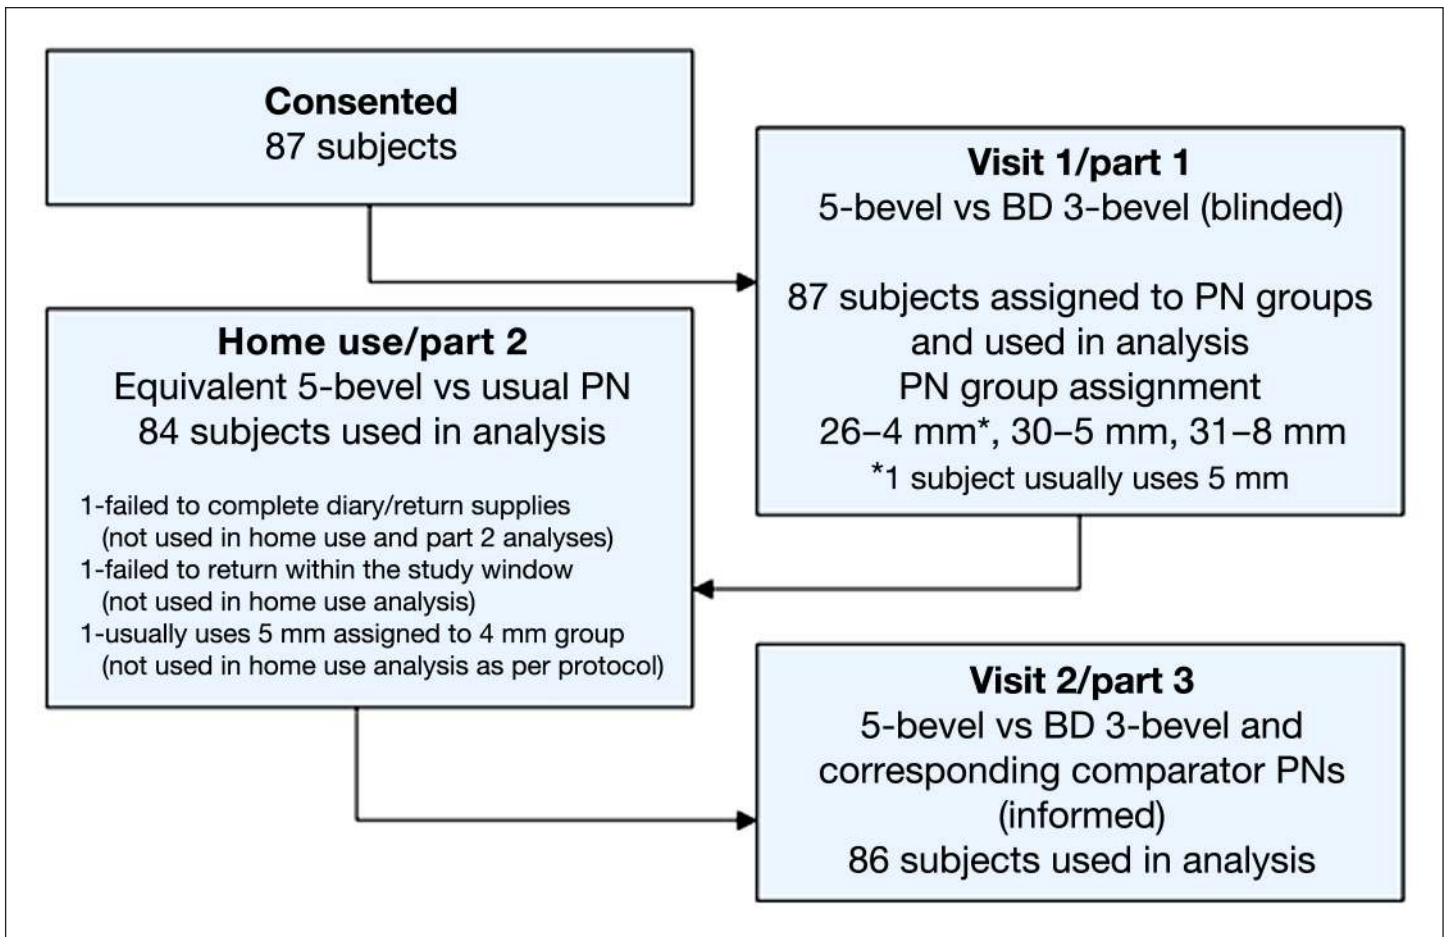 Consented
87 subjects
Visit 1/part 1
5-bevel vs BD 3-bevel (blinded)
87 subjects assigned to PN groups
and used in analysis
PN group assignment
26–4 mm*, 30–5 mm, 31–8 mm
*1 subject usually uses 5 mm
Home use/part 2
Equivalent 5-bevel vs usual PN
84 subjects used in analysis
1-failed to complete diary/return supplies
(not used in home use and part 2 analyses)
1-failed to return within the study window
(not used in home use analysis)
1-usually uses 5 mm assigned to 4 mm group
(not used in home use analysis as per protocol)
Visit 2/part 3
5-bevel vs BD 3-bevel and
corresponding comparator PNs
(informed)
86 subjects used in analysis